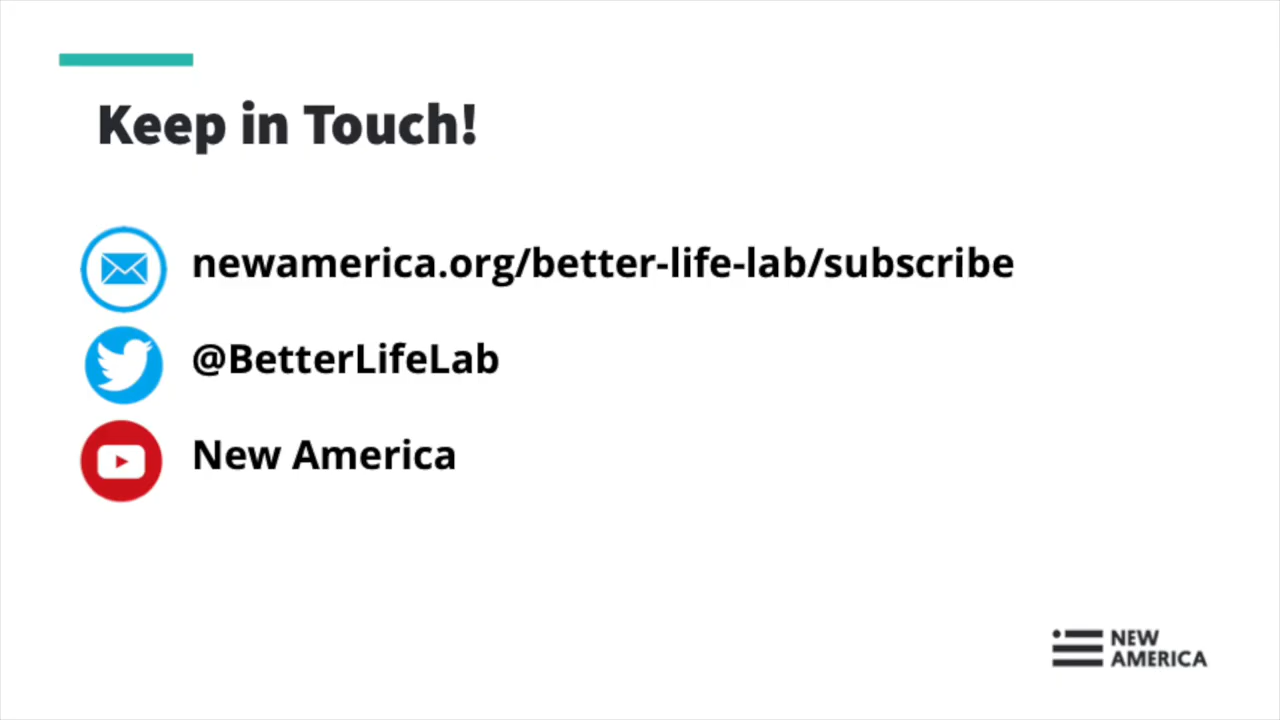 Keep in Touch!
newamerica.org/better-life-lab/subscribe
@BetterLifeLab
New America
NEW
AMERICA